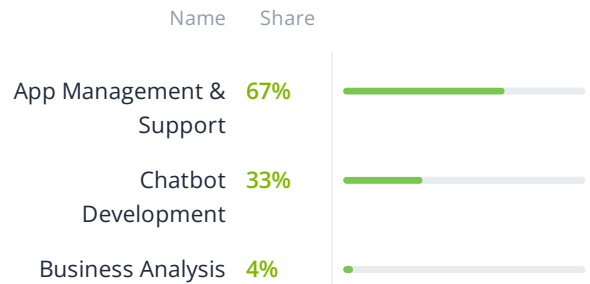 Name Share
App Management & 67%
Support
Chatbot 33%
Development
Business Analysis 4%